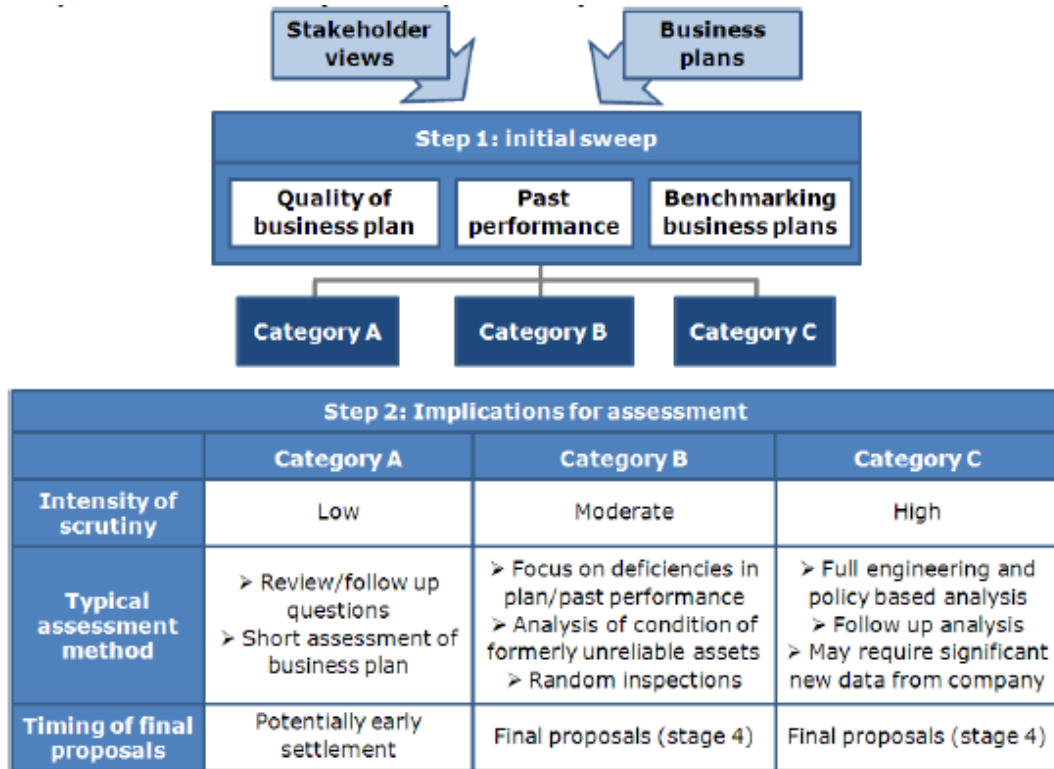 Stakeholder
views
Business
plans
Step 1: initial sweep
Quality of
business plan
Past
performance
Benchmarking
business plans
Category A
Category B
Category C
Step 2: Implications for assessment
Category A
Category B
Category C
Intensity of
scrutiny
Low
Moderate
High
Typical
assessment
method
➢ Review/follow up
questions
➢ Short assessment of
business plan
➢ Focus on deficiencies in
plan/past performance
➢ Analysis of condition of
formerly unreliable assets
➢ Random inspections
➢ Full engineering and
policy based analysis
➢ Follow up analysis
➢ May require significant
new data from company
Timing of final
proposals
Potentially early
settlement
Final proposals (stage 4)
Final proposals (stage 4)